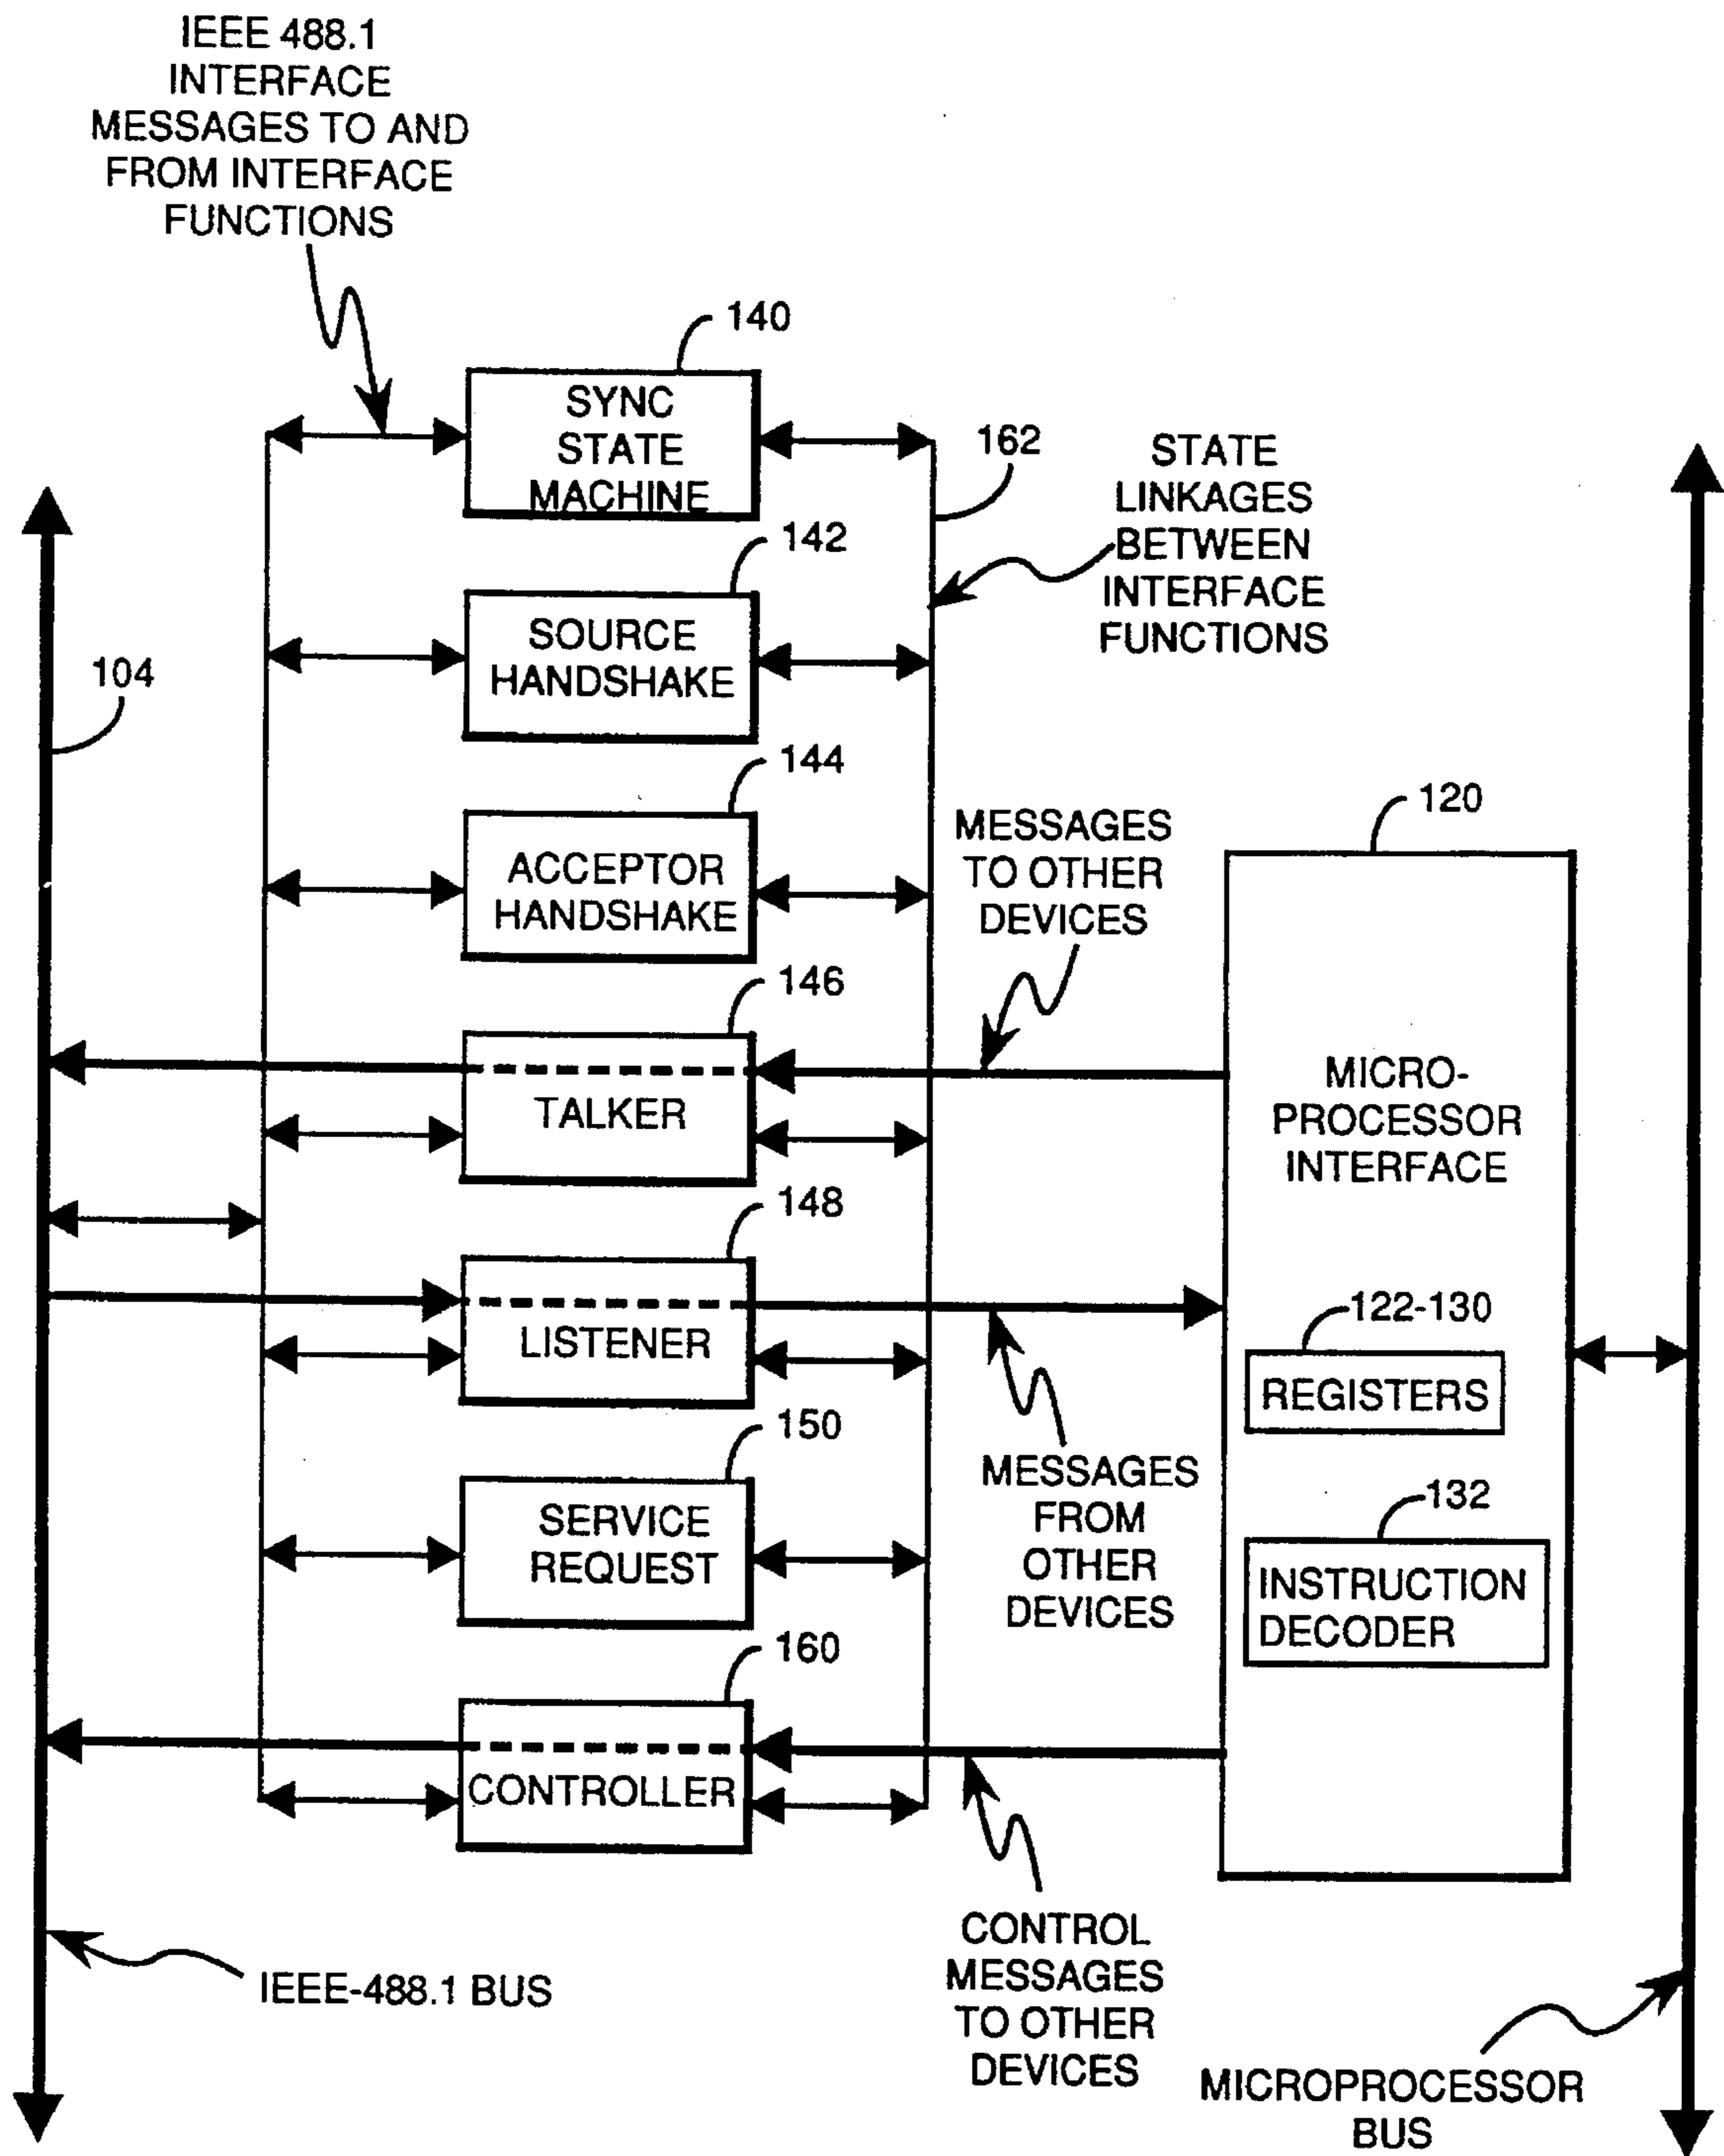 IEEE 488.1
INTERFACE
MESSAGES TO AND
FROM INTERFACE
FUNCTIONS
140
SYNC
STATE
MACHINE
162
STATE
LINKAGES
BETWEEN
INTERFACE
FUNCTIONS
142
SOURCE
HANDSHAKE
104
144
ACCEPTOR
HANDSHAKE
MESSAGES
TO OTHER
DEVICES
120
146
TALKER
MICRO-
PROCESSOR
INTERFACE
148
LISTENER
122-130
REGISTERS
150
SERVICE
REQUEST
MESSAGES
FROM
OTHER
DEVICES
132
INSTRUCTION
DECODER
160
CONTROLLER
CONTROL
MESSAGES
TO OTHER
DEVICES
IEEE-488.1 BUS
MICROPROCESSOR
BUS